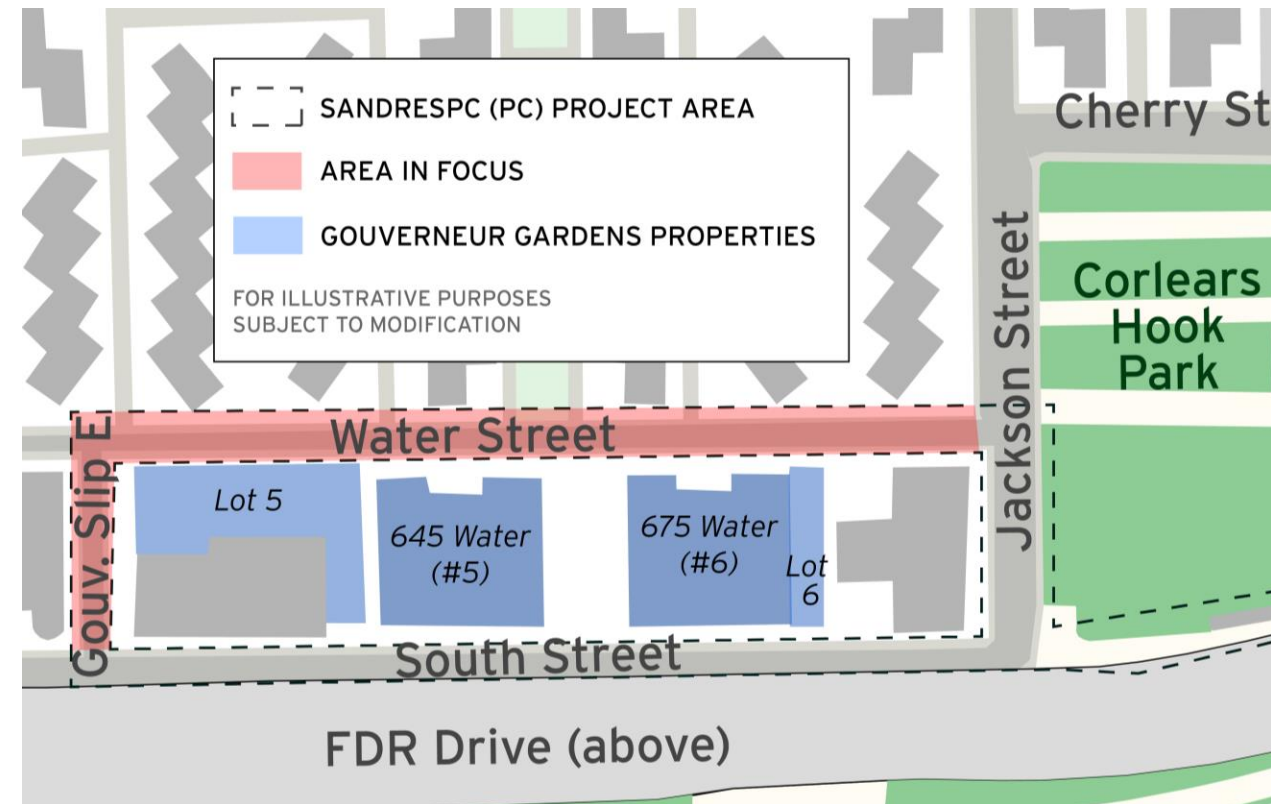 SANDRESPC (PC) PROJECT AREA
AREA IN FOCUS
GOUVERNEUR GARDENS PROPERTIES
FOR ILLUSTRATIVE PURPOSES
SUBJECT TO MODIFICATION
Cherry St
Jackson Street
Corlears
Hook
Park
Water Street
Gouv. Slip E
Lot 5
645 Water
(#5)
675 Water
(#6)
Lot
6
South Street
FDR Drive (above)